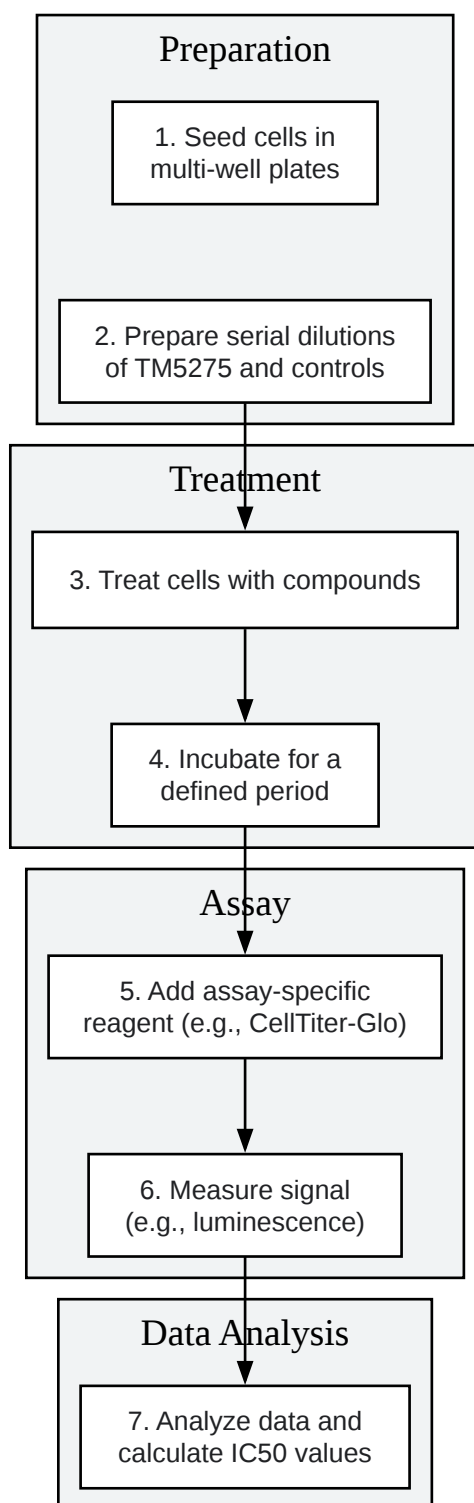 Preparation
1. Seed cells in
multi-well plates
2. Prepare serial dilutions
of TM5275 and controls
Treatment
3. Treat cells with compounds
4. Incubate for a
defined period
Assay
5. Add assay-specific
reagent (e.g., CellTiter-Glo)
6. Measure signal
(e.g., luminescence)
Data Analysis
7. Analyze data and
calculate IC50 values